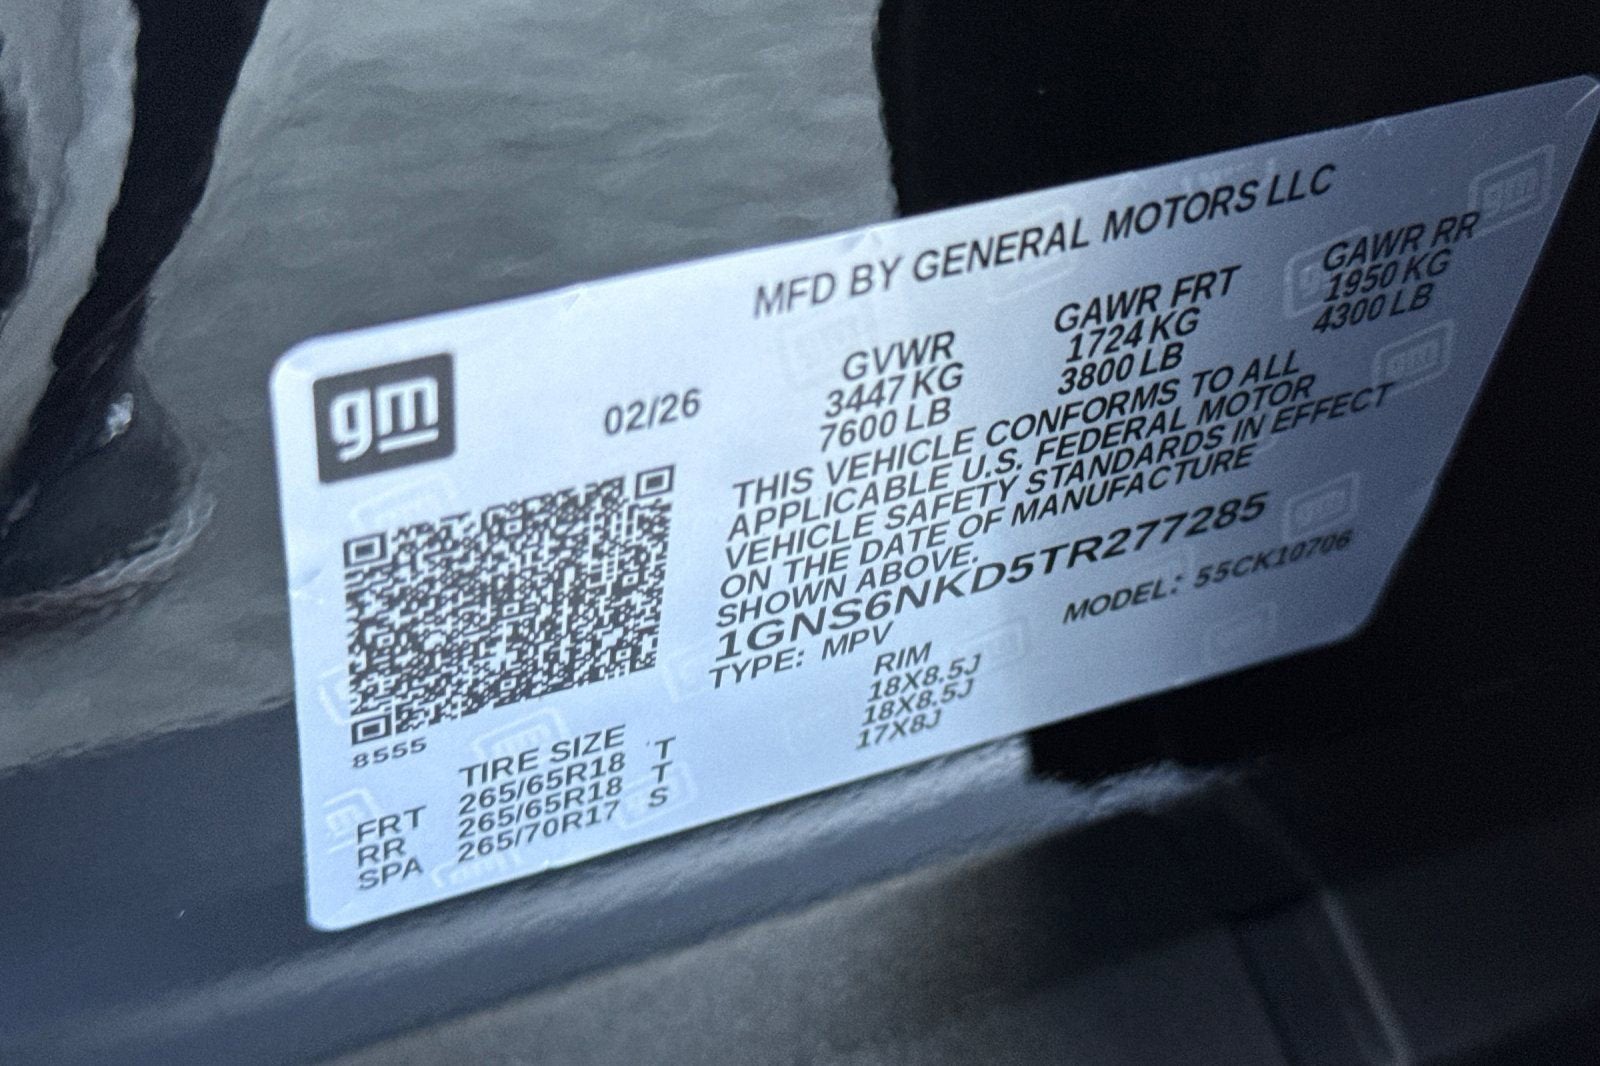 MFD BY GENERAL MOTORS LLC
gm
02/26
GVWR GAWR FRT GAWR RR
3447 KG 1724 KG 1950 KG
7600 LB 3800 LB 4300 LB
THIS VEHICLE CONFORMS TO ALL
APPLICABLE U.S. FEDERAL MOTOR
VEHICLE SAFETY STANDARDS IN EFFECT
ON THE DATE OF MANUFACTURE
SHOWN ABOVE.
1GNS6NKD5TR277285
TYPE: MPV MODEL: 55CK10706
8555
TIRE SIZE RIM
FRT 265/65R18 T 18X8.5J
RR 265/65R18 T 18X8.5J
SPA 265/70R17 S 17X8J